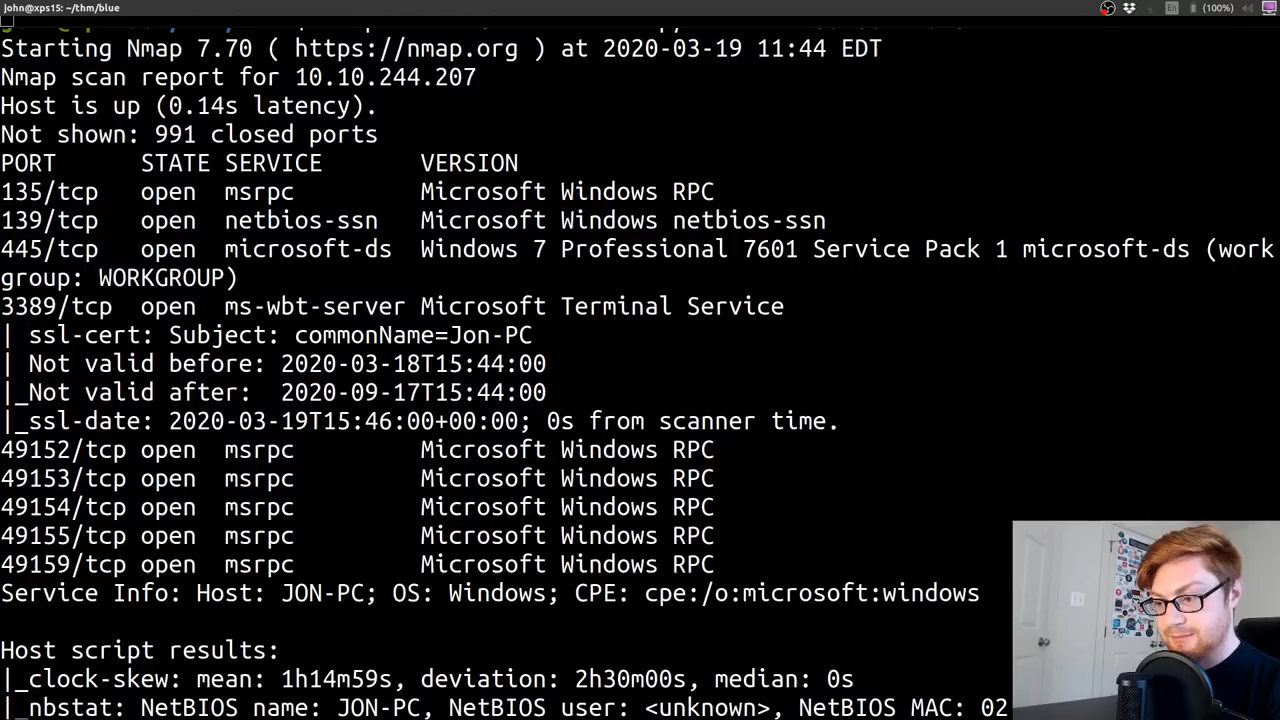 john@xps15: ~/thm/blue
En
(100%)
Starting Nmap 7.70 ( https://nmap.org ) at 2020-03-19 11:44 EDT
Nmap scan report for 10.10.244.207
Host is up (0.14s latency).
Not shown: 991 closed ports
PORT      STATE SERVICE       VERSION
135/tcp   open  msrpc         Microsoft Windows RPC
139/tcp   open  netbios-ssn   Microsoft Windows netbios-ssn
445/tcp   open  microsoft-ds  Windows 7 Professional 7601 Service Pack 1 microsoft-ds (work
group: WORKGROUP)
3389/tcp  open  ms-wbt-server Microsoft Terminal Service
| ssl-cert: Subject: commonName=Jon-PC
| Not valid before: 2020-03-18T15:44:00
|_Not valid after:  2020-09-17T15:44:00
|_ssl-date: 2020-03-19T15:46:00+00:00; 0s from scanner time.
49152/tcp open  msrpc         Microsoft Windows RPC
49153/tcp open  msrpc         Microsoft Windows RPC
49154/tcp open  msrpc         Microsoft Windows RPC
49155/tcp open  msrpc         Microsoft Windows RPC
49159/tcp open  msrpc         Microsoft Windows RPC
Service Info: Host: JON-PC; OS: Windows; CPE: cpe:/o:microsoft:windows
Host script results:
|_clock-skew: mean: 1h14m59s, deviation: 2h30m00s, median: 0s
|_nbstat: NetBIOS name: JON-PC, NetBIOS user: <unknown>, NetBIOS MAC: 02